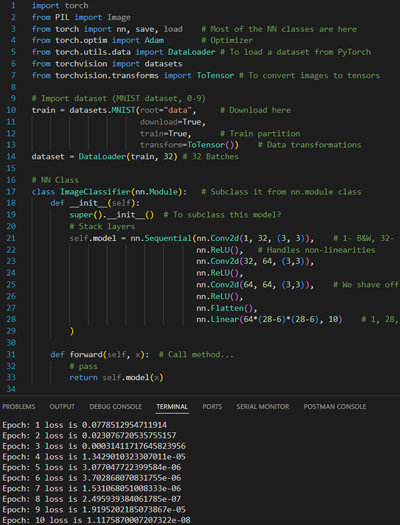 1 import torch
2 from PIL import Image
3 from torch import nn, save, load # Most of the NN classes are here
4 from torch.optim import Adam # Optimizer
5 from torch.utils.data import DataLoader # To load a dataset from PyTorch
6 from torchvision import datasets
7 from torchvision.transforms import ToTensor # To convert images to tensors
8
9 # Import dataset (MNIST dataset, 0-9)
10 train = datasets.MNIST(root="data", # Download here
11 download=True,
12 train=True, # Train partition
13 transform=ToTensor()) # Data transformations
14 dataset = DataLoader(train, 32) # 32 Batches
15
16 # NN Class
17 class ImageClassifier(nn.Module): # Subclass it from nn.module class
18 def __init__(self):
19 super().__init__() # To subclass this model?
20 # Stack layers
21 self.model = nn.Sequential(nn.Conv2d(1, 32, (3, 3)), # 1- B&W, 32-
22 nn.ReLU(), # Handles non-linearities
23 nn.Conv2d(32, 64, (3,3)),
24 nn.ReLU(),
25 nn.Conv2d(64, 64, (3,3)), # We shave off
26 nn.ReLU(),
27 nn.Flatten(),
28 nn.Linear(64*(28-6)*(28-6), 10) # 1, 28,
29 )
30
31 def forward(self, x): # Call method...
32 # pass
33 return self.model(x)
34
PROBLEMS OUTPUT DEBUG CONSOLE TERMINAL PORTS SERIAL MONITOR POSTMAN CONSOLE
Epoch: 1 loss is 0.0778512954711914
Epoch: 2 loss is 0.023076720535755157
Epoch: 3 loss is 0.00031411717645823956
Epoch: 4 loss is 1.3429010323307011e-05
Epoch: 5 loss is 3.077047722399584e-06
Epoch: 6 loss is 3.702868070831755e-06
Epoch: 7 loss is 1.531068051008333e-06
Epoch: 8 loss is 2.495939384061785e-07
Epoch: 9 loss is 1.9195202185073867e-05
Epoch: 10 loss is 1.1175870007207322e-08